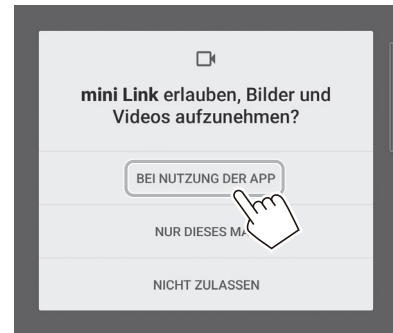 mini Link erlauben, Bilder und
Videos aufzunehmen?
BEI NUTZUNG DER APP
NUR DIESES
NICHT ZULASSEN